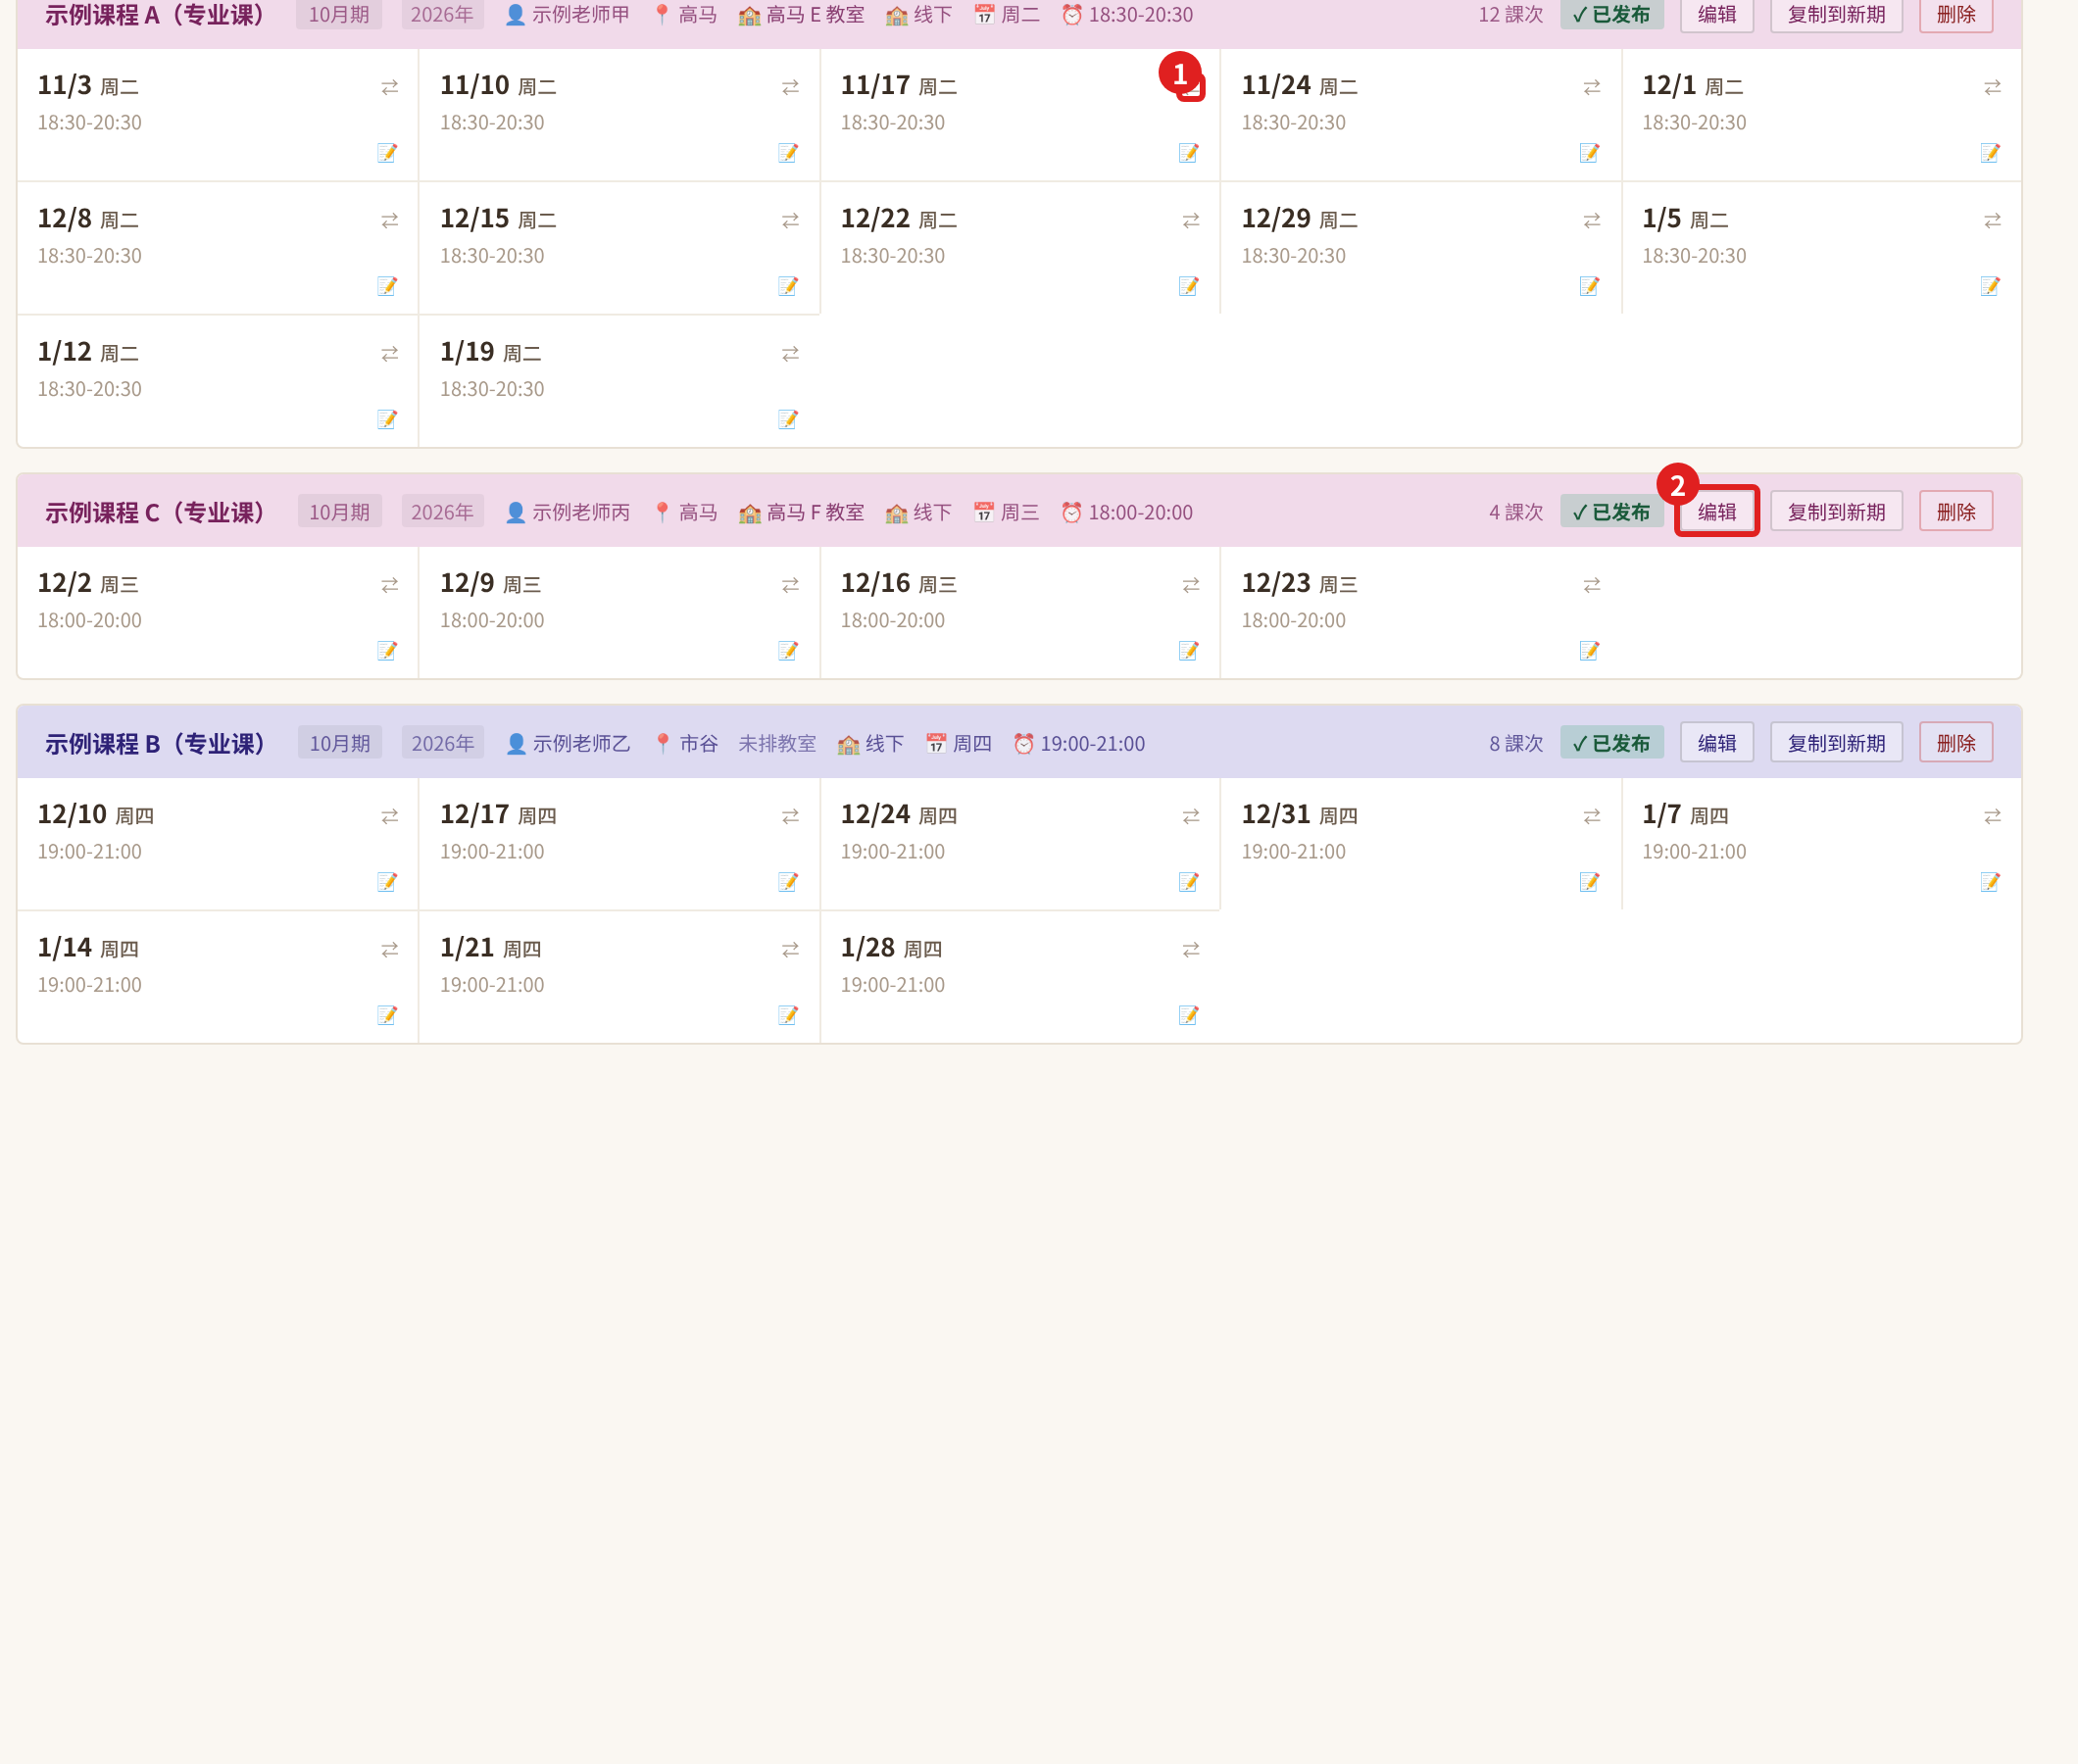 示例课程 A（专业课） 10月期 2026年 示例老师甲 高马 高马 E 教室 线下 周二 18:30-20:30 12 課次 ✓ 已发布 编辑 复制到新期 删除
11/3 周二 11/10 周二 11/17 周二 1 11/24 周二 12/1 周二
18:30-20:30 18:30-20:30 18:30-20:30 18:30-20:30 18:30-20:30
12/8 周二 12/15 周二 12/22 周二 12/29 周二 1/5 周二
18:30-20:30 18:30-20:30 18:30-20:30 18:30-20:30 18:30-20:30
1/12 周二 1/19 周二
18:30-20:30 18:30-20:30
示例课程 C（专业课） 10月期 2026年 示例老师丙 高马 高马 F 教室 线下 周三 18:00-20:00 4 課次 ✓ 已发布 2 编辑 复制到新期 删除
12/2 周三 12/9 周三 12/16 周三 12/23 周三
18:00-20:00 18:00-20:00 18:00-20:00 18:00-20:00
示例课程 B（专业课） 10月期 2026年 示例老师乙 市谷 未排教室 线下 周四 19:00-21:00 8 課次 ✓ 已发布 编辑 复制到新期 删除
12/10 周四 12/17 周四 12/24 周四 12/31 周四 1/7 周四
19:00-21:00 19:00-21:00 19:00-21:00 19:00-21:00 19:00-21:00
1/14 周四 1/21 周四 1/28 周四
19:00-21:00 19:00-21:00 19:00-21:00